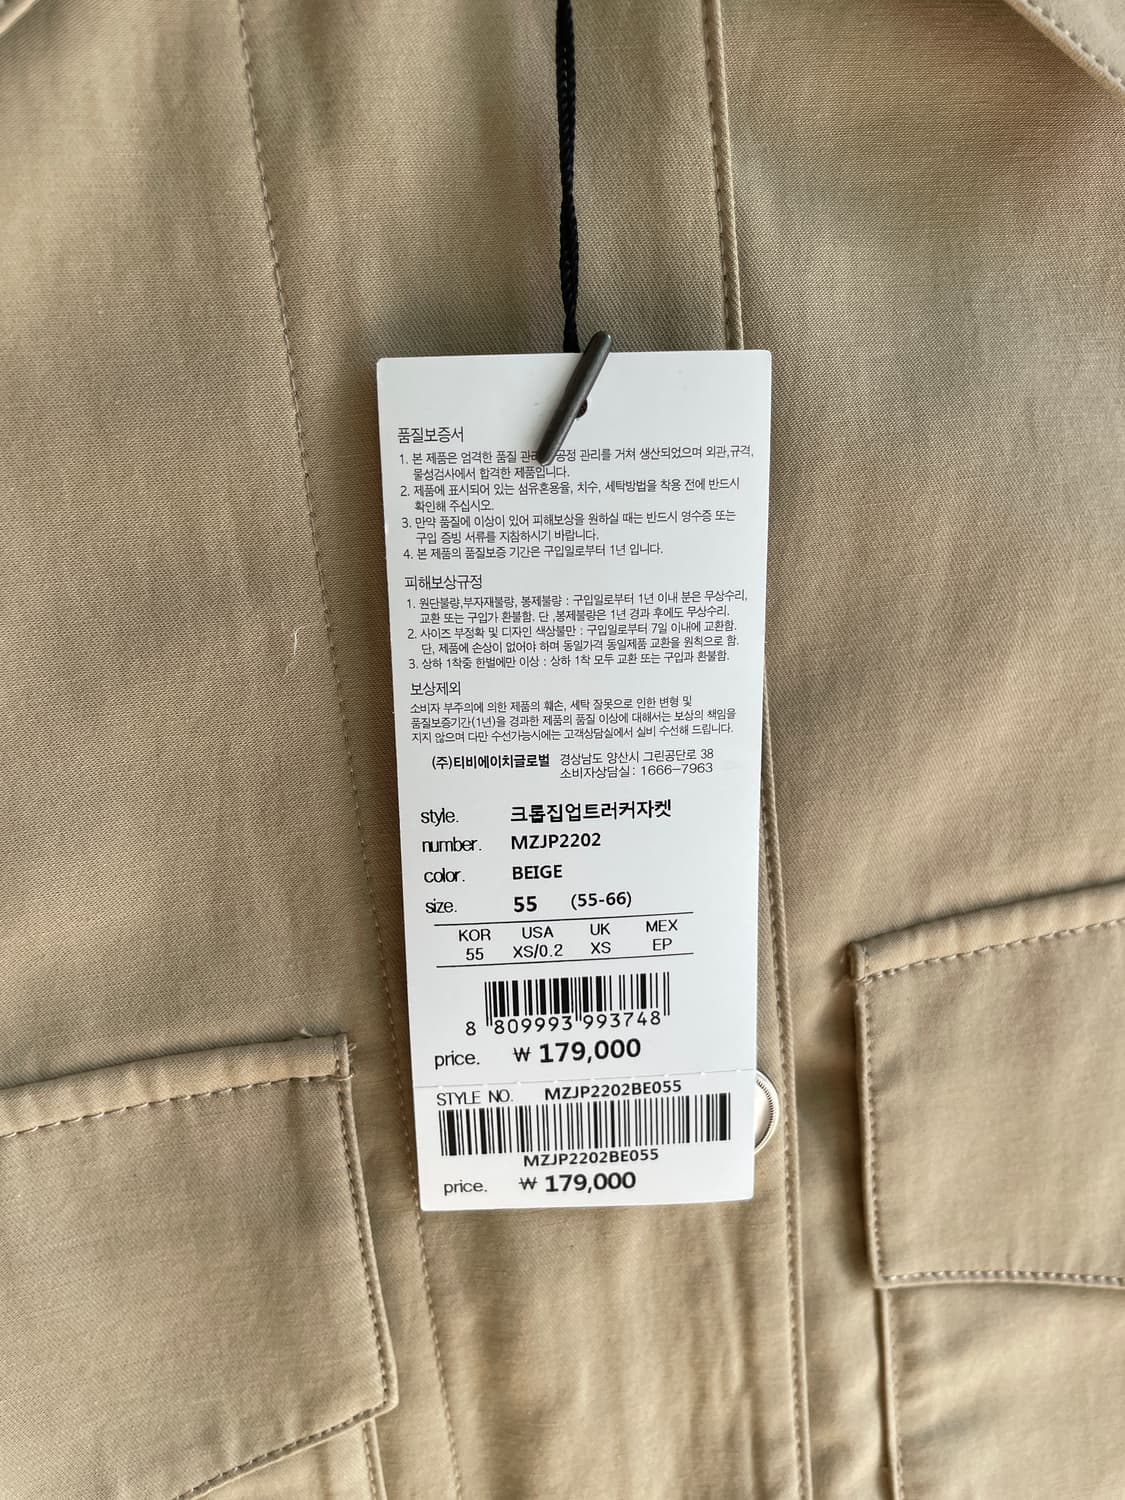 품질보증서
1. 본 제품은 엄격한 품질 관리 공정 관리를 거쳐 생산되었으며 외관,규격,
물성검사에서 합격한 제품입니다.
2. 제품에 표시되어 있는 섬유혼용율, 치수, 세탁방법을 착용 전에 반드시
확인해 주십시오.
3. 만약 품질에 이상이 있어 피해보상을 원하실 때는 반드시 영수증 또는
구입 증빙 서류를 지참하시기 바랍니다.
4. 본 제품의 품질보증 기간은 구입일로부터 1년 입니다.
피해보상규정
1. 원단불량,부자재불량, 봉제불량 : 구입일로부터 1년 이내 분은 무상수리,
교환 또는 구입가 환불함. 단 ,봉제불량은 1년 경과 후에도 무상수리.
2. 사이즈 부정확 및 디자인 색상불만 : 구입일로부터 7일 이내에 교환함.
단, 제품에 손상이 없어야 하며 동일가격 동일제품 교환을 원칙으로 함.
3. 상하 1착중 한벌에만 이상 : 상하 1착 모두 교환 또는 구입과 환불함.
보상제외
소비자 부주의에 의한 제품의 훼손, 세탁 잘못으로 인한 변형 및
품질보증기간(1년)을 경과한 제품의 품질 이상에 대해서는 보상의 책임을
지지 않으며 다만 수선가능시에는 고객상담실에서 실비 수선해 드립니다.
(주)티비에이치글로벌 경상남도 양산시 그린공단로 38
소비자상담실 : 1666-7963
style. 크롭집업트러커자켓
number. MZJP2202
color. BEIGE
size. 55 (55-66)
KOR USA UK MEX
55 XS/0.2 XS EP
8 809993 993748
price. ₩ 179,000
STYLE NO. MZJP2202BE055
MZJP2202BE055
price. ₩ 179,000